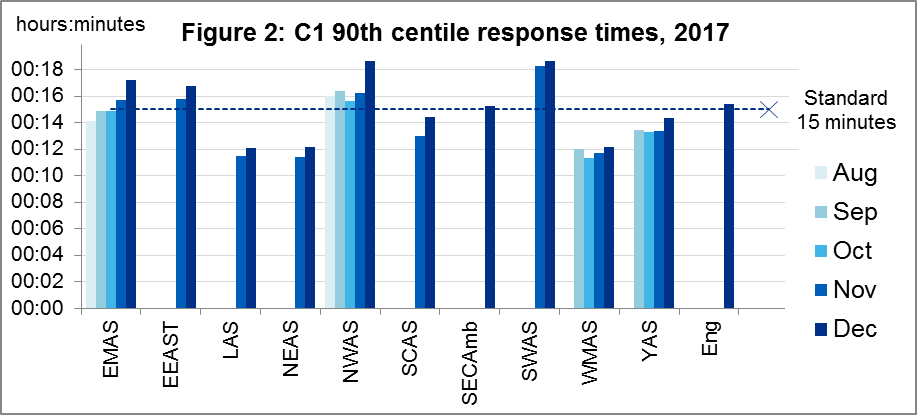 hours:minutes
Figure 2: C1 90th centile response times, 2017
00:18
00:16
00:14
00:12
00:10
00:08
00:06
00:04
00:02
00:00
Standard
15 minutes
Aug
Sep
Oct
Nov
Dec
EMAS
EEAST
LAS
NEAS
NWAS
SCAS
SECAmb
SWAS
WMAS
YAS
Eng